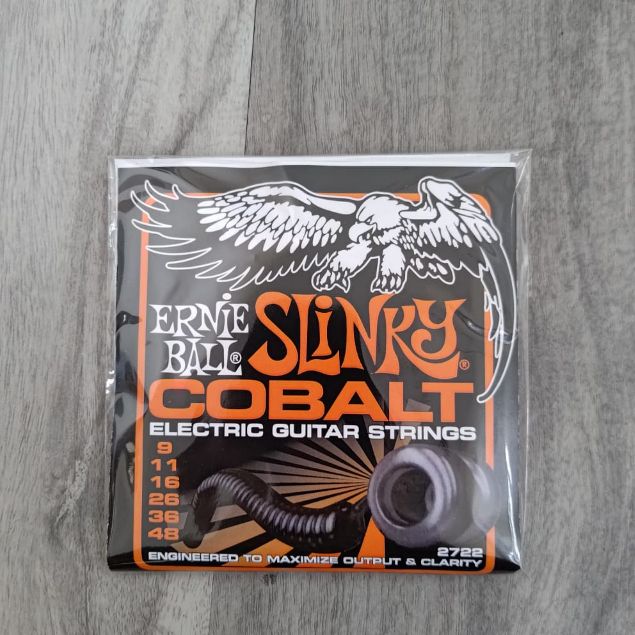 ERNIE BALL® SLINKY®
COBALT
ELECTRIC GUITAR STRINGS
9
11
16
26
36
48
2722
ENGINEERED TO MAXIMIZE OUTPUT & CLARITY